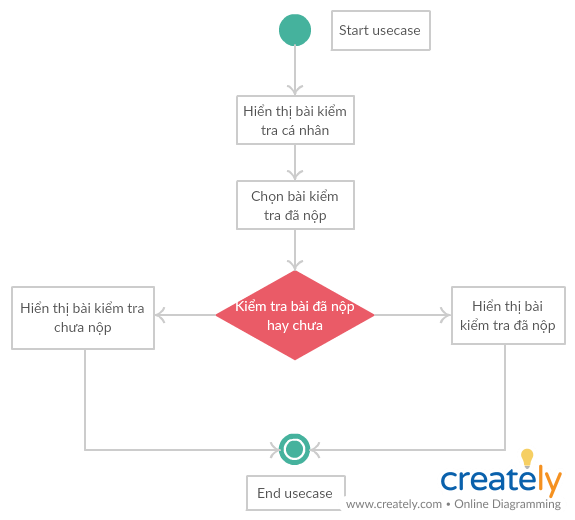 Start usecase
Hiển thị bài kiểm
tra cá nhân
Chọn bài kiểm
tra đã nộp
Kiểm tra bài đã nộp
hay chưa
Hiển thị bài kiểm tra
chưa nộp
Hiển thị bài
kiểm tra đã nộp
End usecase
creately
www.creately.com • Online Diagramming